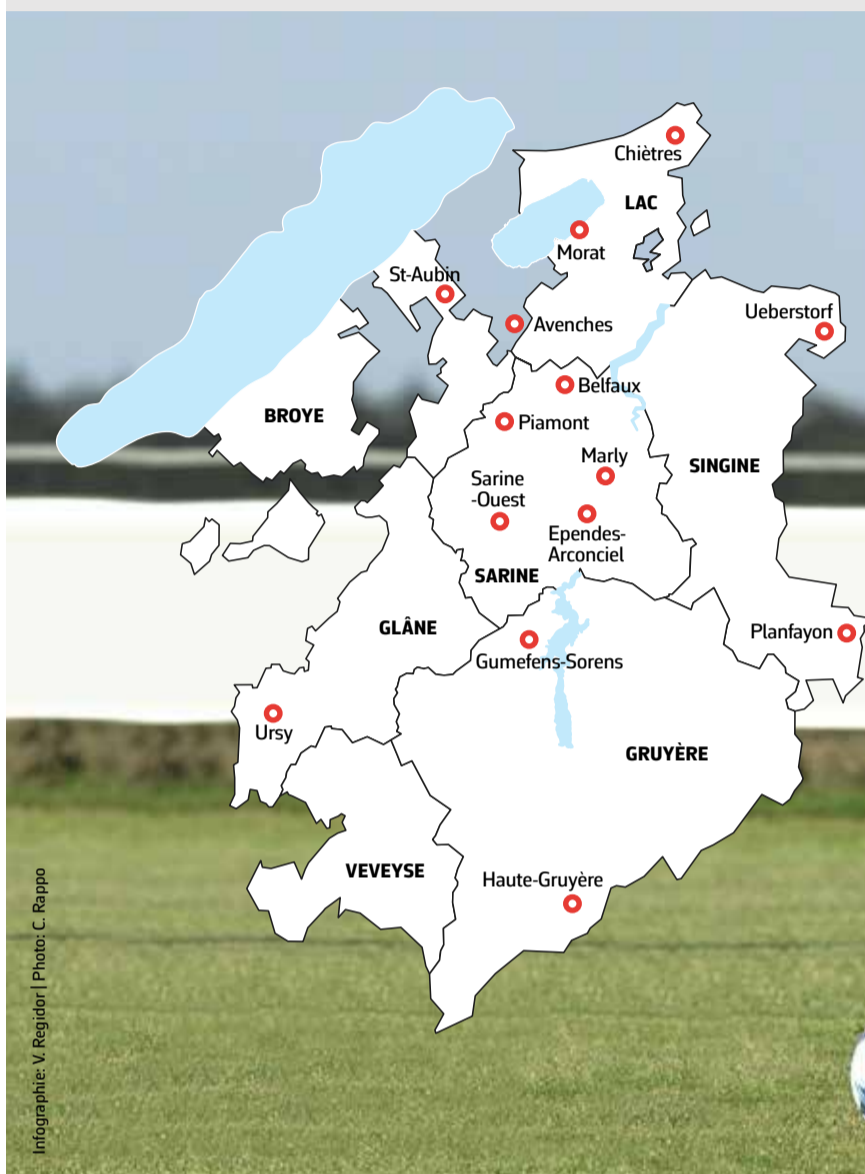 Chiètres
LAC
Morat
St-Aubin
Avenches
Ueberstorf
Belfaux
BROYE
Piamont
Marly
SINGINE
Sarine
-Ouest
Ependes-
Arconciel
SARINE
GLÂNE
Planfayon
Gumefens-Sorens
Ursy
GRUYÈRE
VEVEYSE
Haute-Gruyère
Infographie: V. Regidor | Photo: C. Rappo